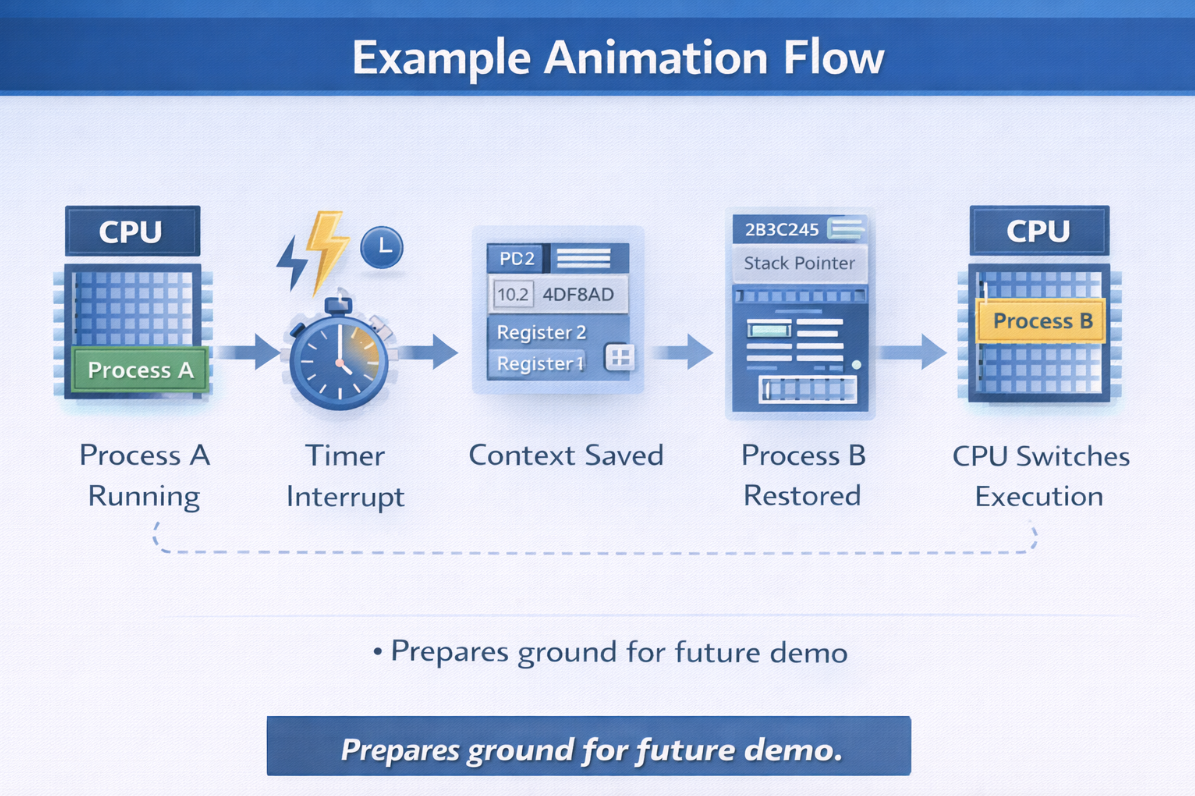 Example Animation Flow
CPU
Process A
Process A
Running
Timer
Interrupt
PD2
10.2 4DF8AD
Register 2
Register 1
Context Saved
2B3C245
Stack Pointer
Process B
Restored
CPU
Process B
CPU Switches
Execution
• Prepares ground for future demo
Prepares ground for future demo.